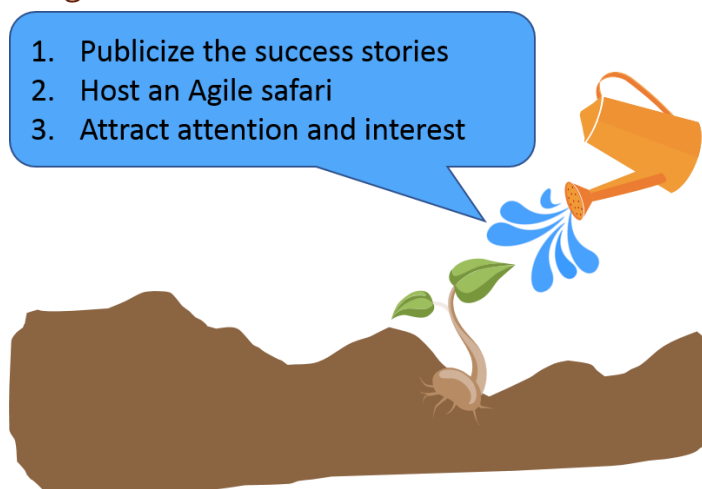 1. Publicize the success stories
2. Host an Agile safari
3. Attract attention and interest